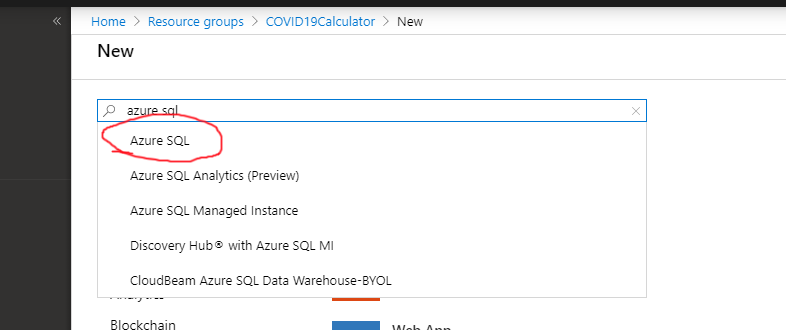 «
Home > Resource groups > COVID19Calculator > New
New
azure sql
Azure SQL
Azure SQL Analytics (Preview)
Azure SQL Managed Instance
Discovery Hub® with Azure SQL MI
CloudBeam Azure SQL Data Warehouse-BYOL
Analytics
Blockchain
Web App